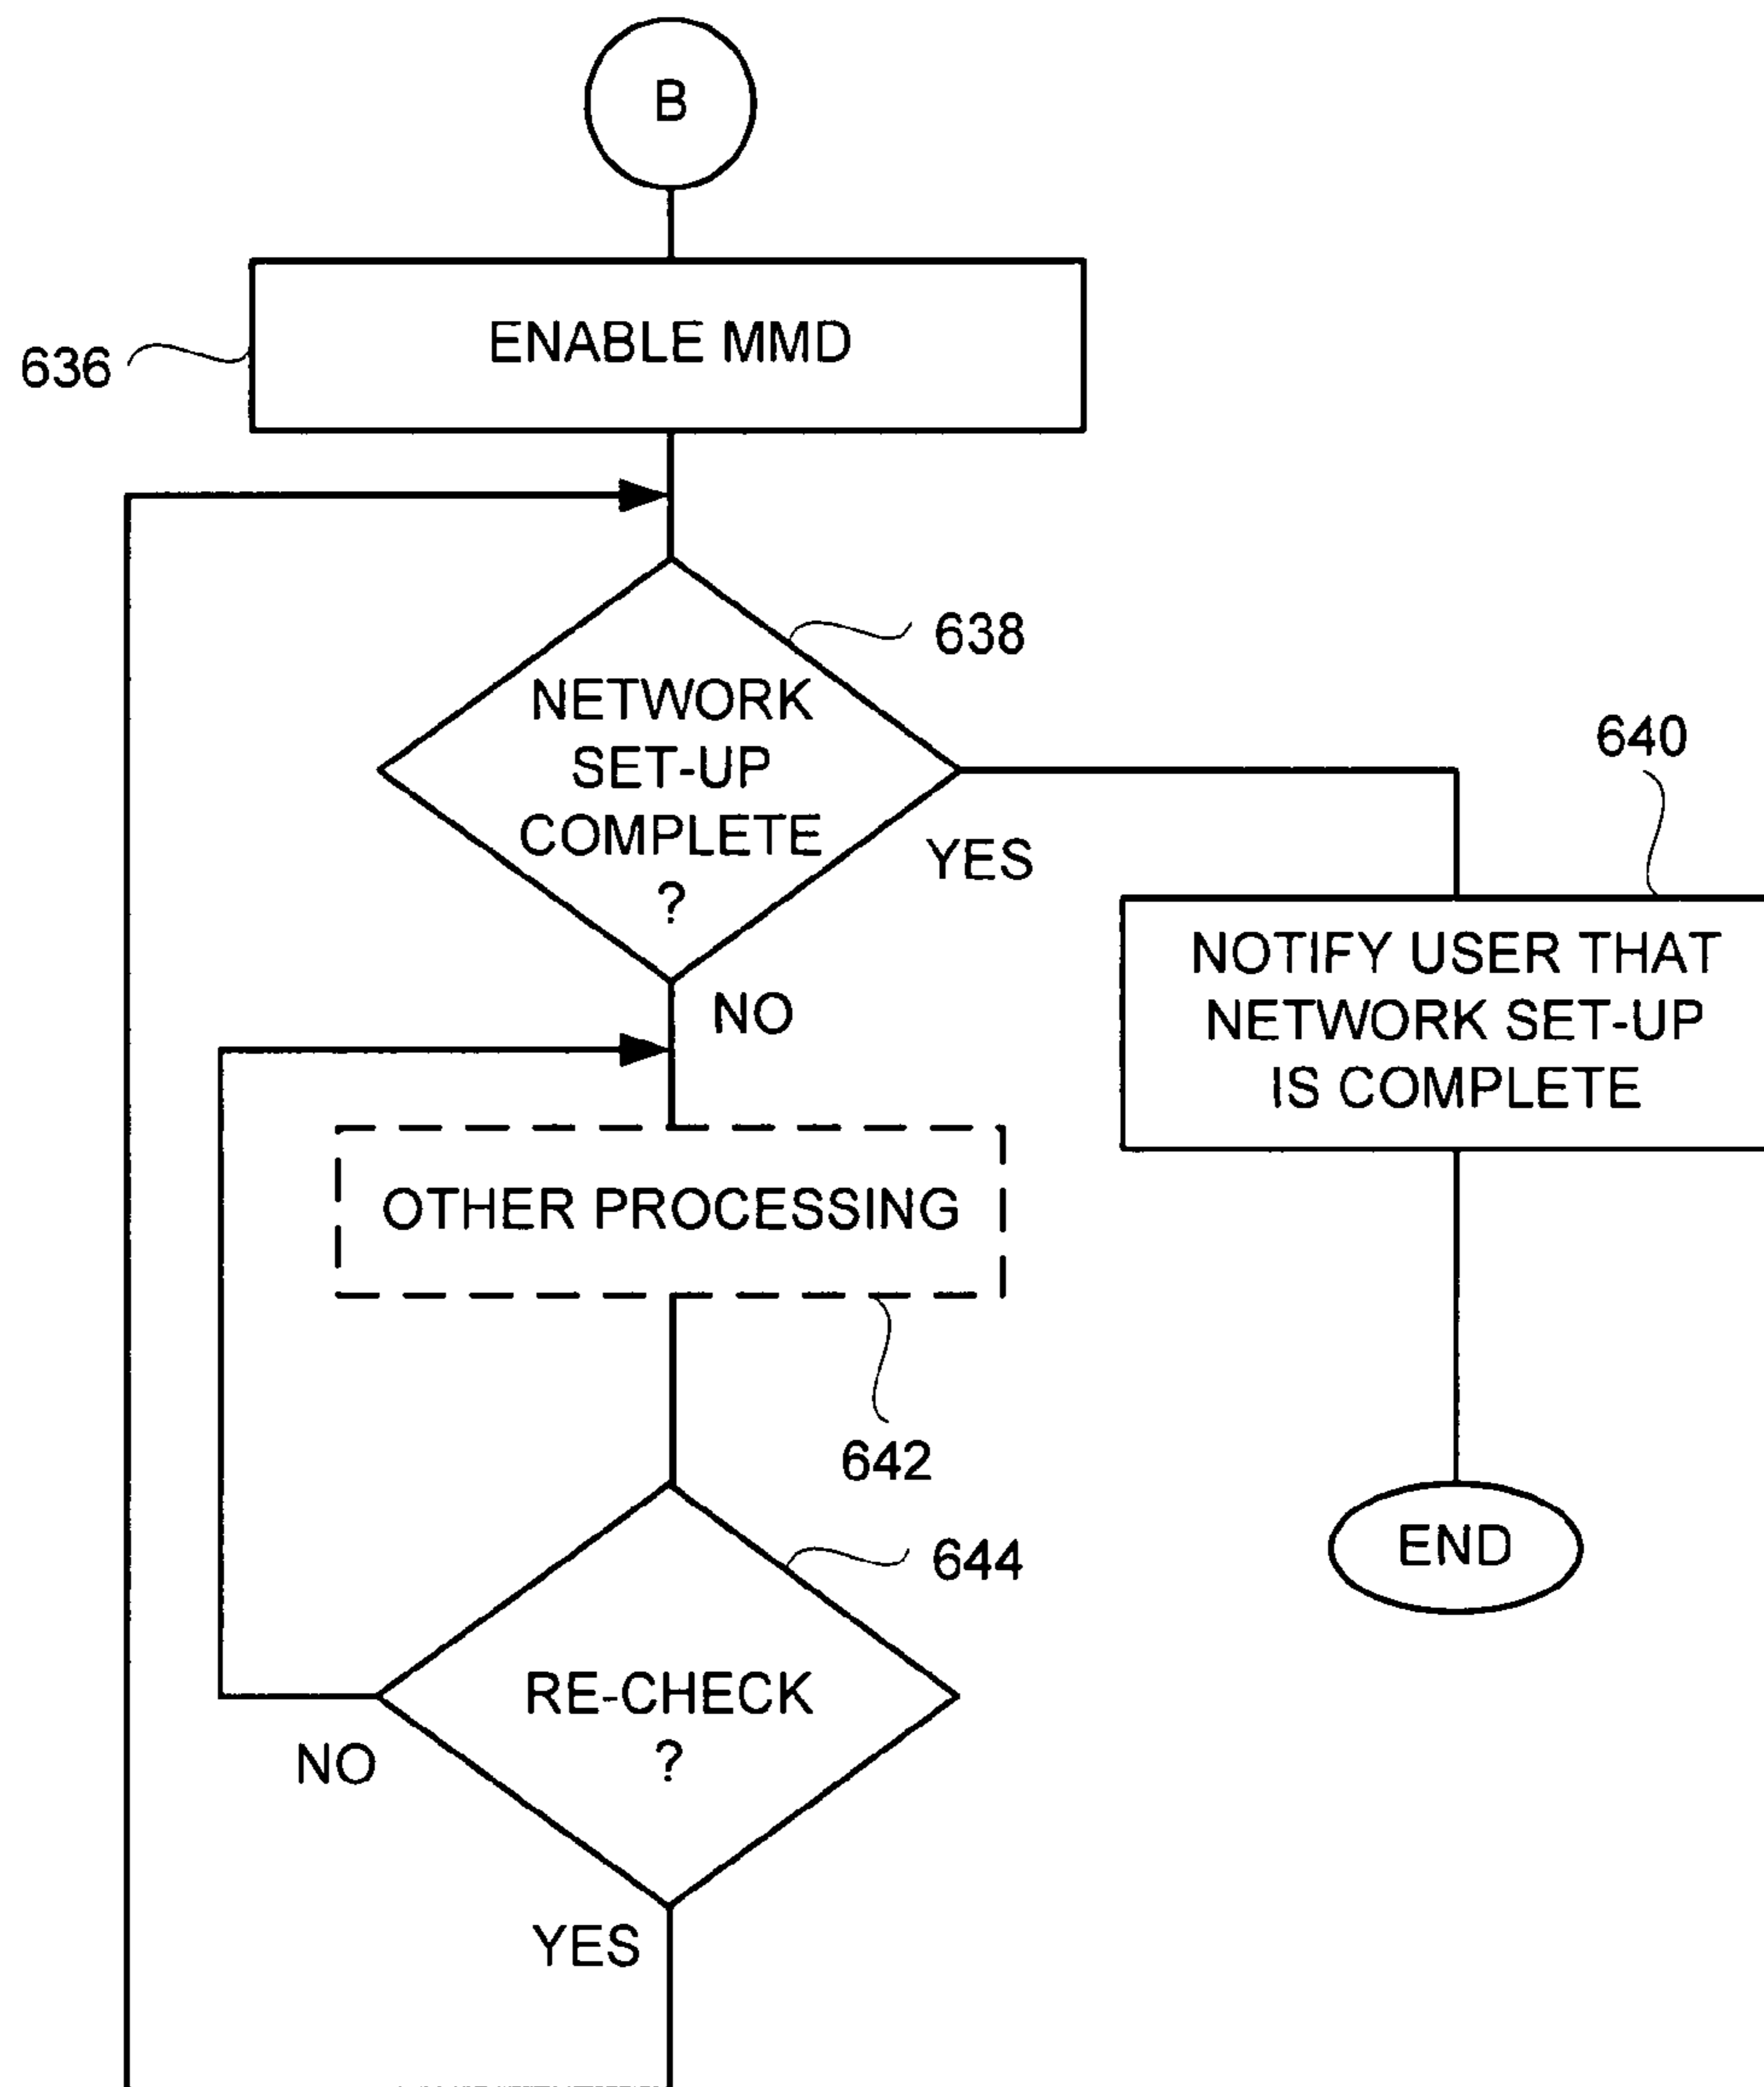 B
ENABLE MMD
636
638
NETWORK
SET-UP
COMPLETE
?
YES
640
NOTIFY USER THAT
NETWORK SET-UP
IS COMPLETE
NO
OTHER PROCESSING
642
644
END
RE-CHECK
?
NO
YES